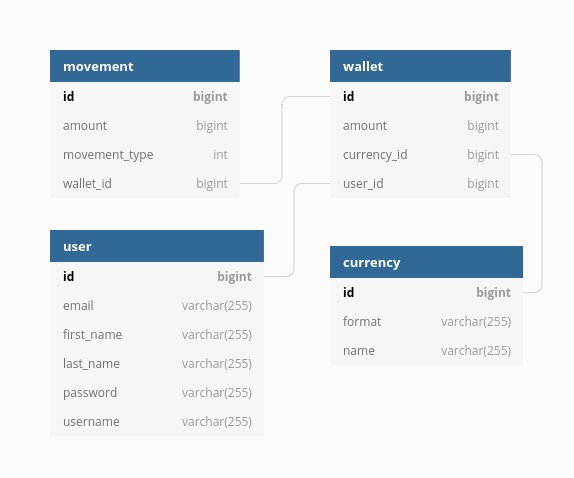 movement
id bigint
amount bigint
movement_type int
wallet_id bigint
wallet
id bigint
amount bigint
currency_id bigint
user_id bigint
user
id bigint
email varchar(255)
first_name varchar(255)
last_name varchar(255)
password varchar(255)
username varchar(255)
currency
id bigint
format varchar(255)
name varchar(255)